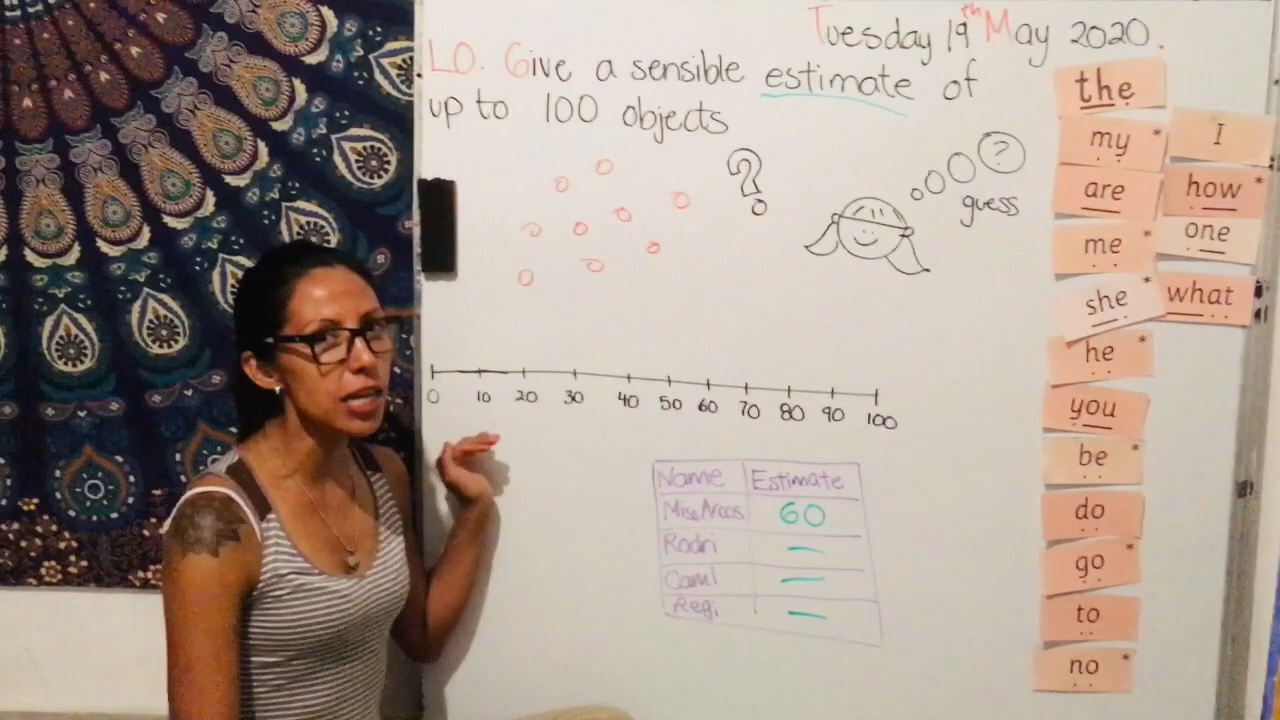 Tuesday 19th May 2020.
LO. Give a sensible estimate of
up to 100 objects
?
?
guess
0 10 20 30 40 50 60 70 80 90 100
Name Estimate
Miss Arcos 60
Rodri
Caml
Regi
the
my*
I
are
how*
me*
one
she*
what*
he*
you
be*
do
go*
to
no*